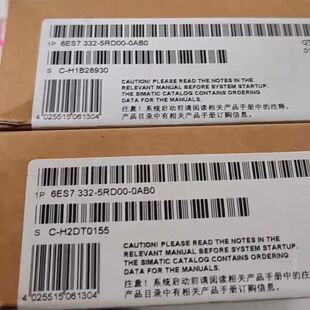 1P 6ES7 332-5RD00-0AB0
S C-H1B28930
CAUTION! PLEASE READ THE NOTES IN THE
RELEVANT MANUAL BEFORE SYSTEM STARTUP.
THE SIMATIC CATALOG CONTAINS ORDERING
DATA FOR THE MANUALS.
注意！系统启动前请阅读相关产品手册中的注释。
产品目录中有相关产品手册订购信息。
4 025515 061304
1P 6ES7 332-5RD00-0AB0
S C-H2DT0155
CAUTION! PLEASE READ THE NOTES IN THE
RELEVANT MANUAL BEFORE SYSTEM STARTUP.
THE SIMATIC CATALOG CONTAINS ORDERING
DATA FOR THE MANUALS.
注意！系统启动前请阅读相关产品手册中的注释。
产品目录中有相关产品手册订购信息。
4 025515 061304